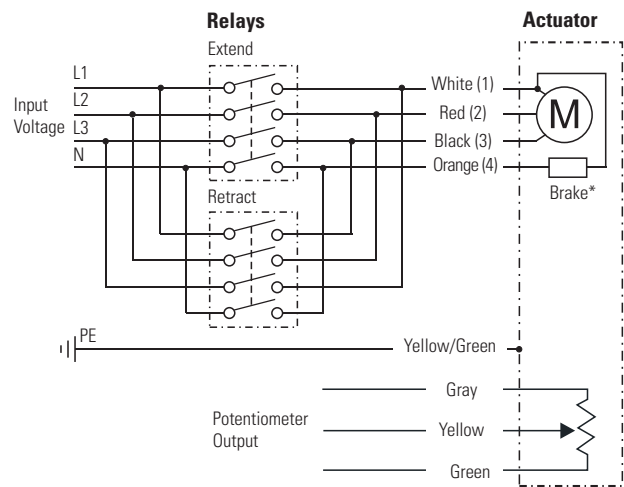 Relays
Actuator
Extend
Input
Voltage
L1
L2
L3
N
White (1)
Red (2)
Black (3)
Orange (4)
M
Brake*
Retract
PE
Yellow/Green
Potentiometer
Output
Gray
Yellow
Green